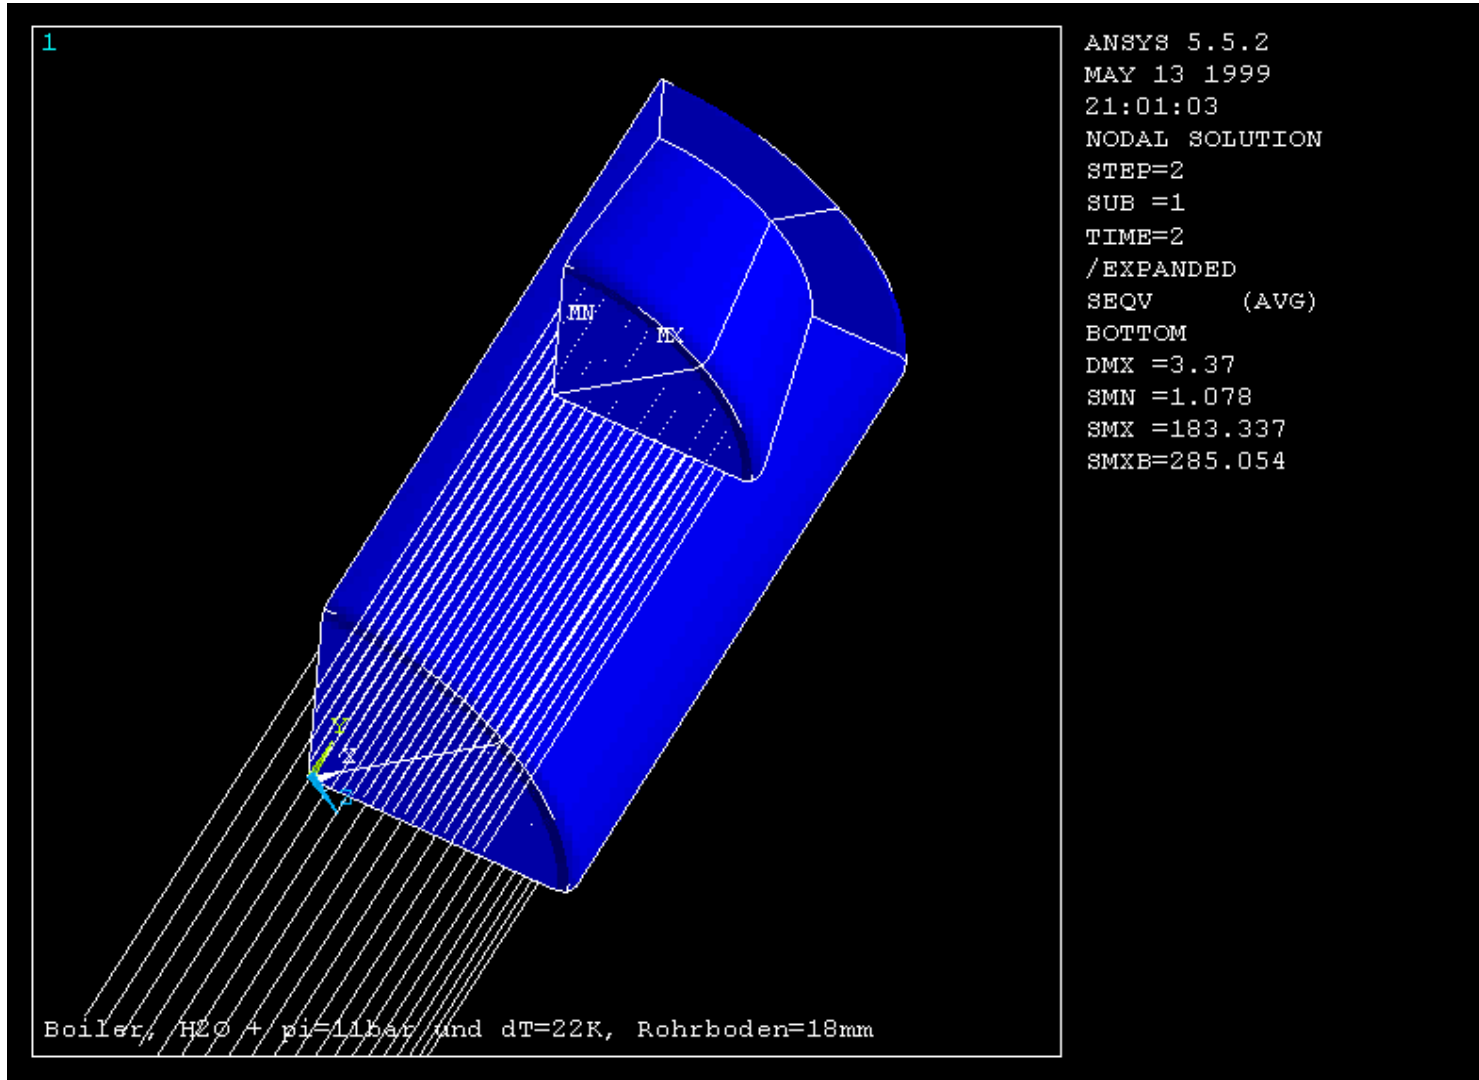 1
ANSYS 5.5.2
MAY 13 1999
21:01:03
NODAL SOLUTION
STEP=2
SUB =1
TIME=2
/EXPANDED
SEQV (AVG)
BOTTOM
DMX =3.37
SMN =1.078
SMX =183.337
SMXB=285.054
MN
MX
Y
X
Z
Boiler, H2O + pi=11bar und dT=22K, Rohrboden=18mm